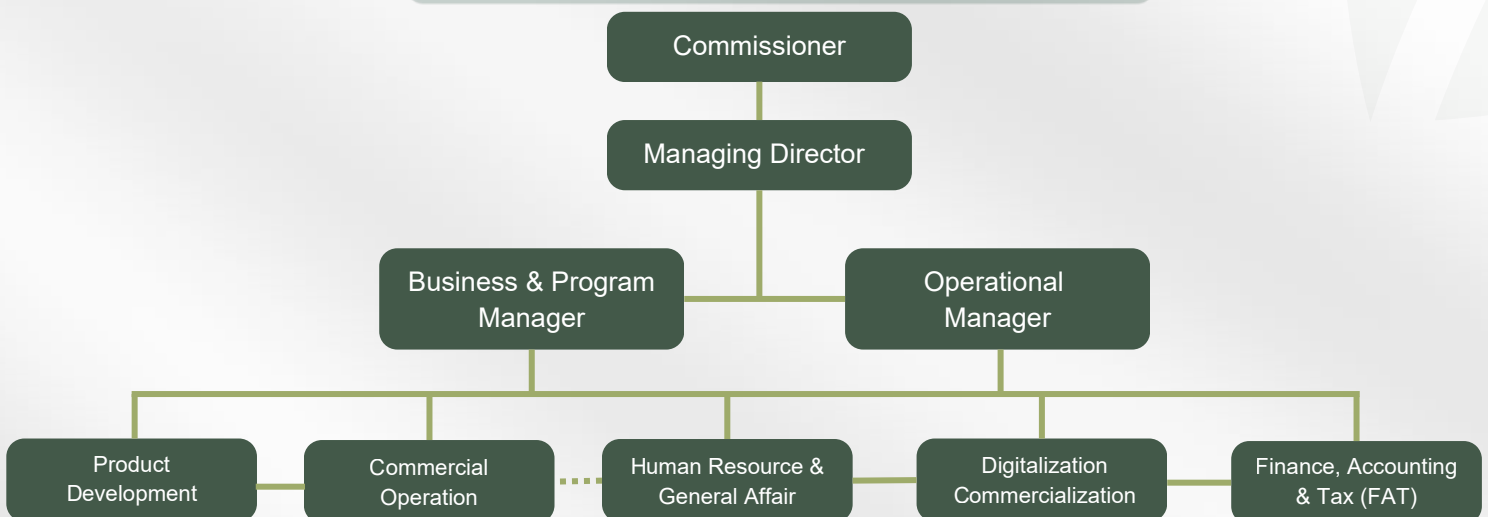 Commissioner
Managing Director
Business & Program
Manager
Operational
Manager
Product
Development
Commercial
Operation
Human Resource &
General Affair
Digitalization
Commercialization
Finance, Accounting
& Tax (FAT)